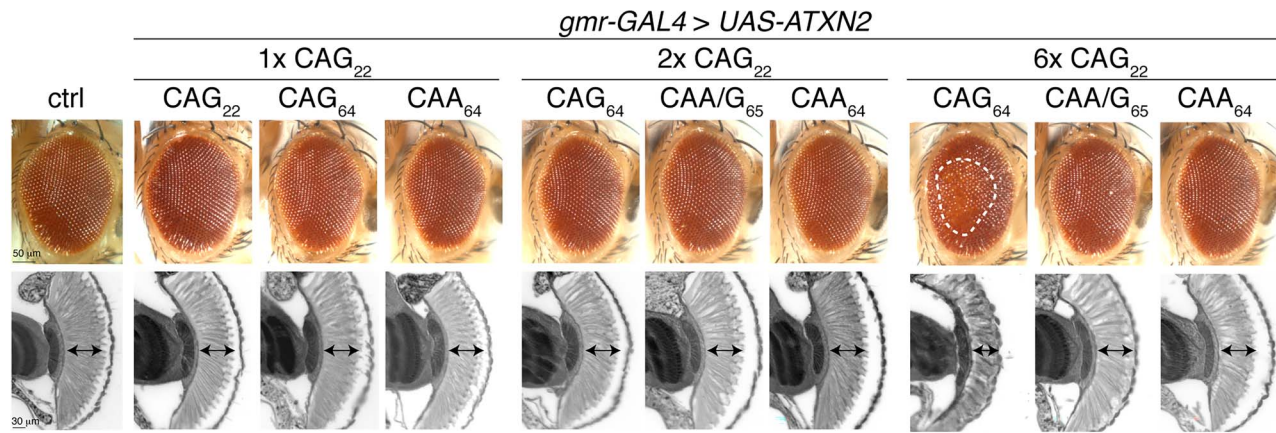 gmr-GAL4 > UAS-ATXN2
1x CAG22 2x CAG22 6x CAG22
ctrl CAG22 CAG64 CAA64 CAG64 CAA/G65 CAA64 CAG64 CAA/G65 CAA64
50 μm
30 μm